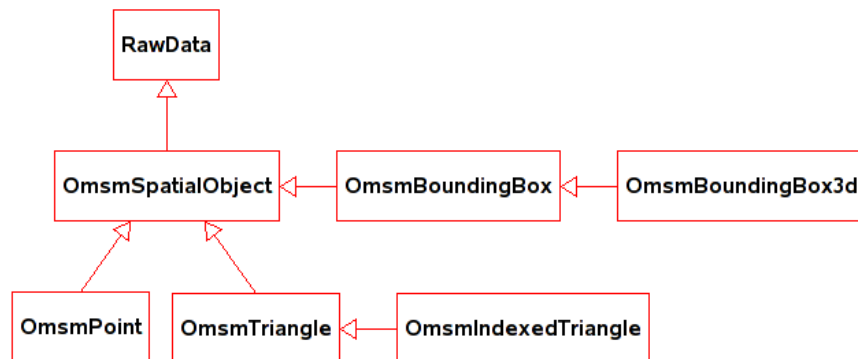 RawData
OmsmSpatialObject
OmsmBoundingBox
OmsmBoundingBox3d
OmsmPoint
OmsmTriangle
OmsmIndexedTriangle